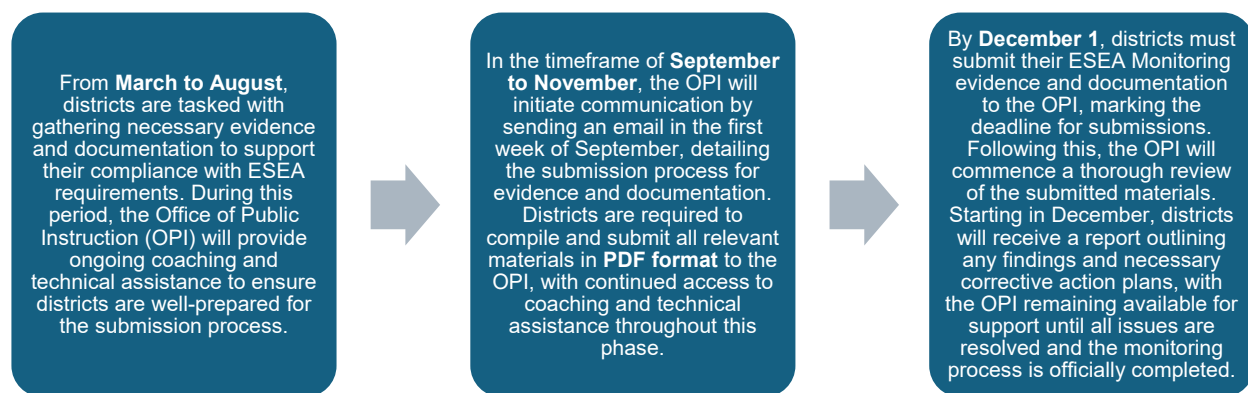 From March to August,
districts are tasked with
gathering necessary evidence
and documentation to support
their compliance with ESEA
requirements. During this
period, the Office of Public
Instruction (OPI) will provide
ongoing coaching and
technical assistance to ensure
districts are well-prepared for
the submission process.
In the timeframe of September
to November, the OPI will
initiate communication by
sending an email in the first
week of September, detailing
the submission process for
evidence and documentation.
Districts are required to
compile and submit all relevant
materials in PDF format to the
OPI, with continued access to
coaching and technical
assistance throughout this
phase.
By December 1, districts must
submit their ESEA Monitoring
evidence and documentation
to the OPI, marking the
deadline for submissions.
Following this, the OPI will
commence a thorough review
of the submitted materials.
Starting in December, districts
will receive a report outlining
any findings and necessary
corrective action plans, with
the OPI remaining available for
support until all issues are
resolved and the monitoring
process is officially completed.